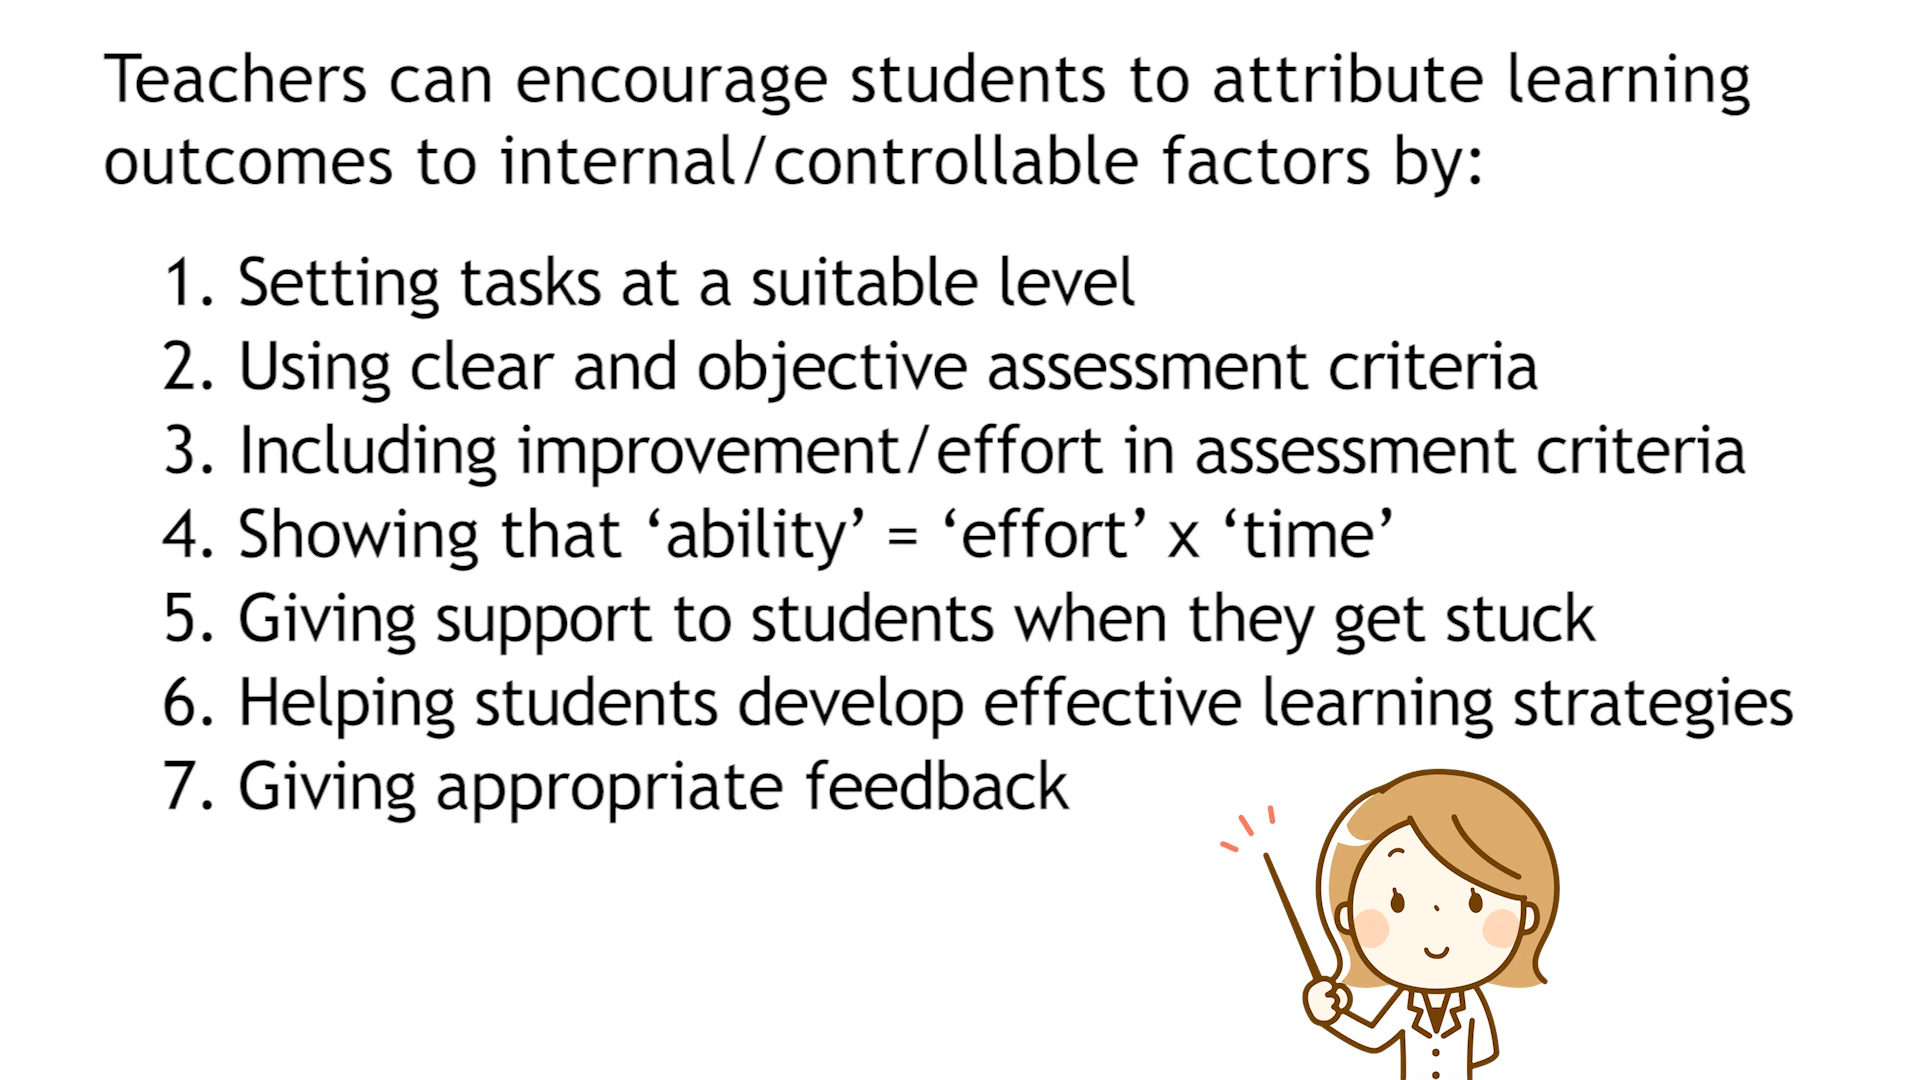 Teachers can encourage students to attribute learning
outcomes to internal/controllable factors by:
1. Setting tasks at a suitable level
2. Using clear and objective assessment criteria
3. Including improvement/effort in assessment criteria
4. Showing that ‘ability’ = ‘effort’ x ‘time’
5. Giving support to students when they get stuck
6. Helping students develop effective learning strategies
7. Giving appropriate feedback